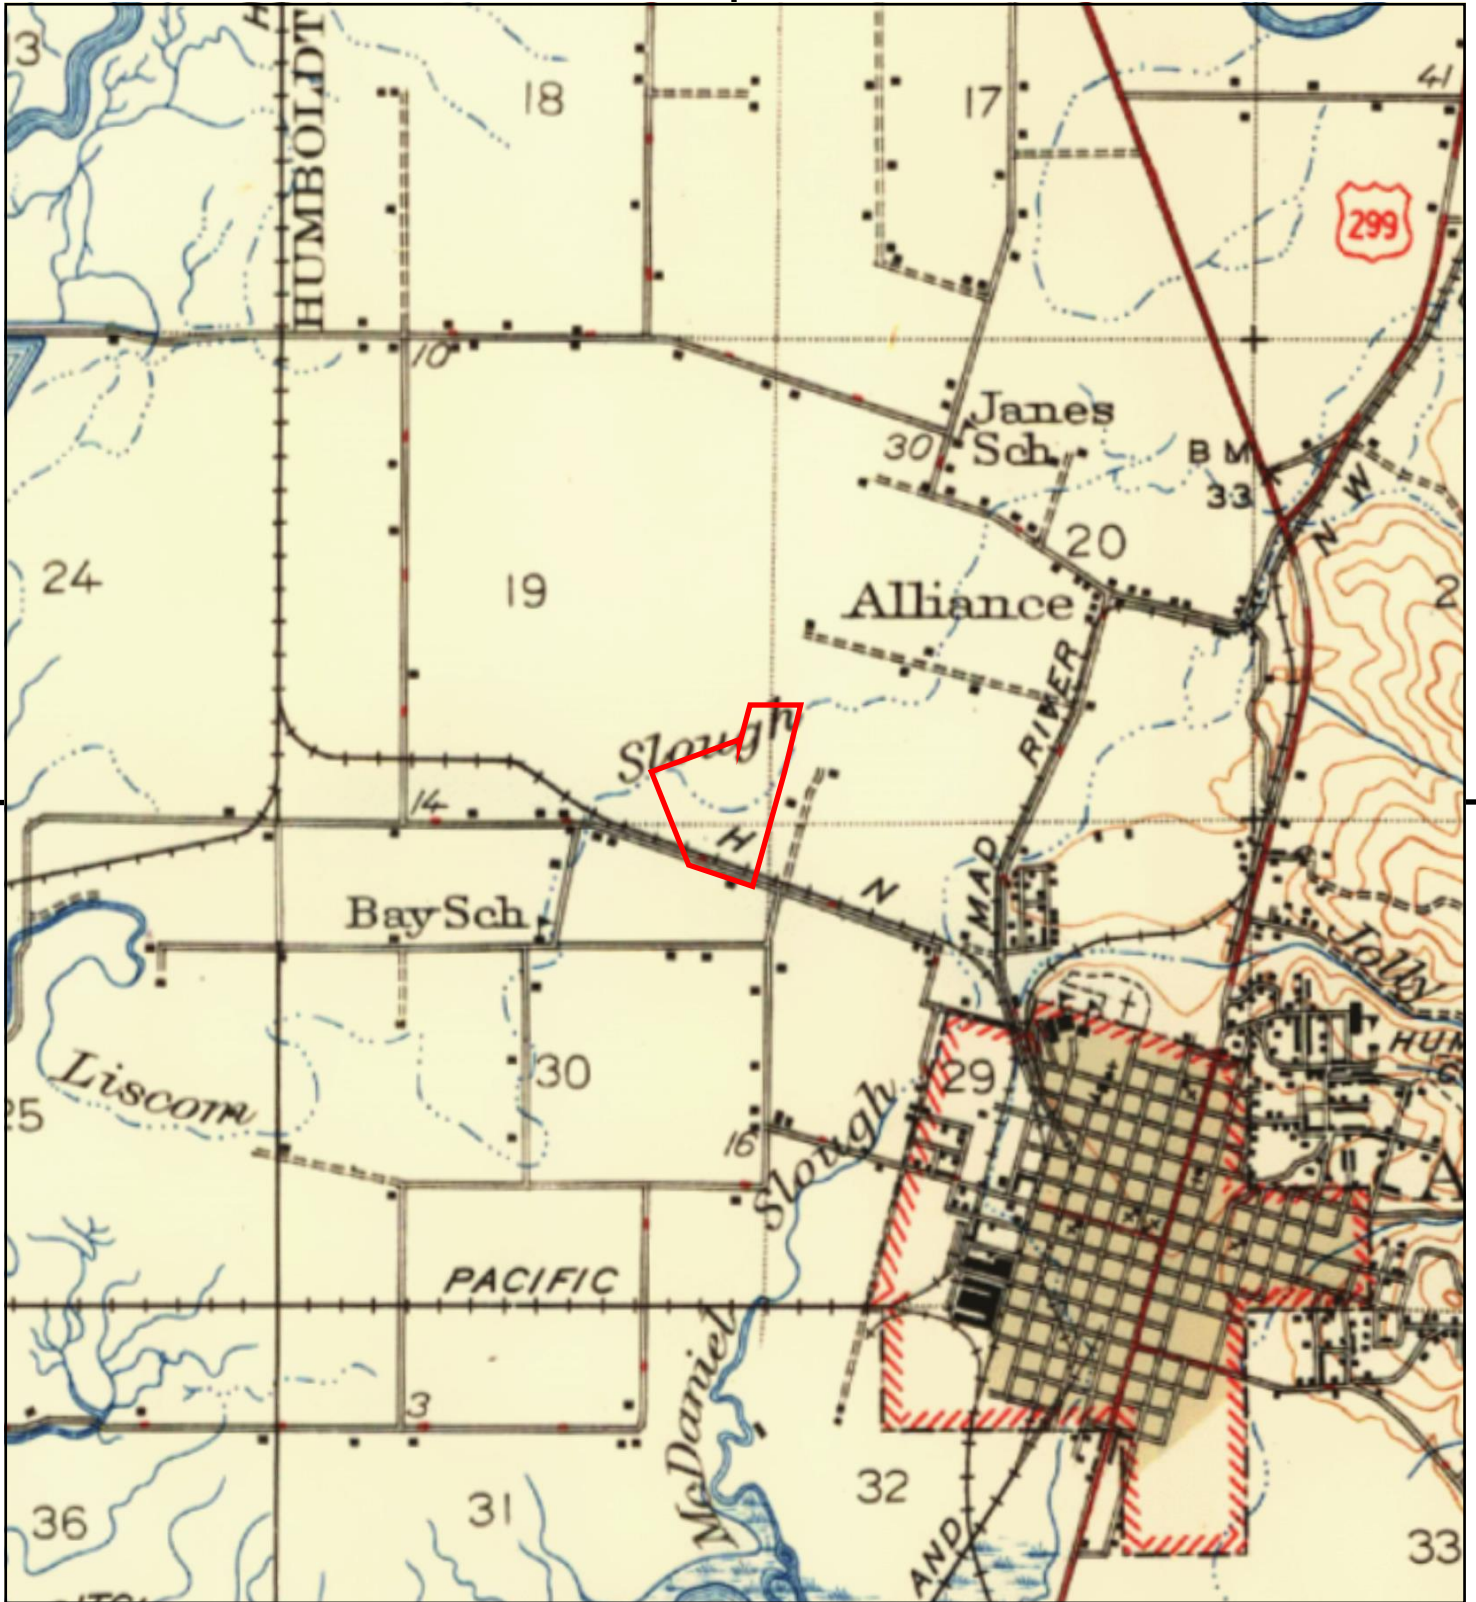 H
HUMBOLDT
13
18
17
41
299
10
Janes
Sch
30
B M
33
N W
20
24
19
2
Alliance
RIVER
Slough
14
H
N
MAD
Bay Sch
Jolly
HUM
Liscom
30
29
25
16
Slough
A
PACIFIC
McDaniel
3
32
36
31
AND
33